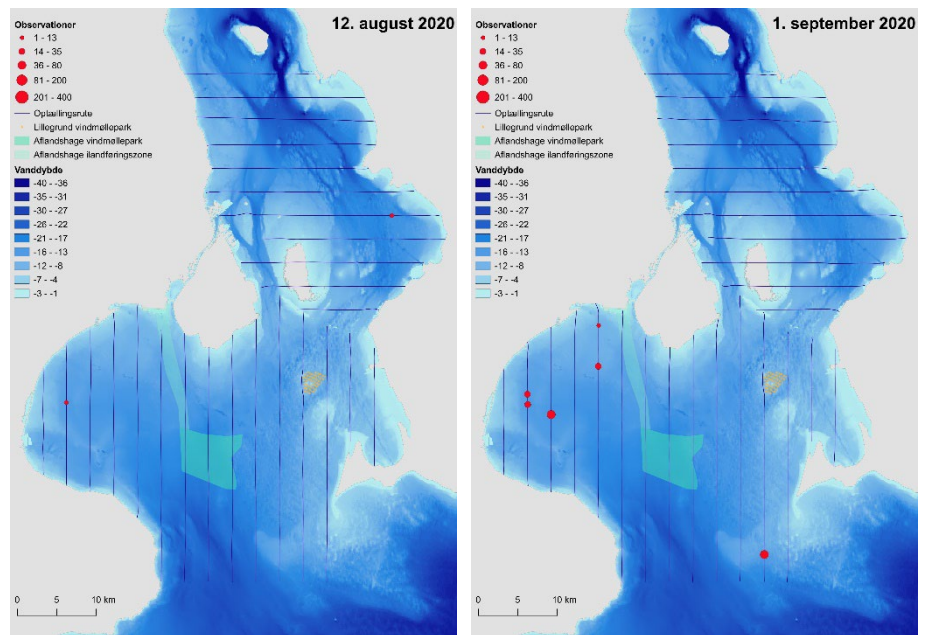 12. august 2020
Observationer
1 - 13
14 - 35
36 - 80
81 - 200
201 - 400
Optællingsrute
Lillegrund vindmøllepark
Aflandshage vindmøllepark
Aflandshage ilandføringszone
Vanddybde
-40 - -36
-35 - -31
-30 - -27
-26 - -22
-21 - -17
-16 - -13
-12 - -8
-7 - -4
-3 - -1
0 5 10 km
1. september 2020
Observationer
1 - 13
14 - 35
36 - 80
81 - 200
201 - 400
Optællingsrute
Lillegrund vindmøllepark
Aflandshage vindmøllepark
Aflandshage ilandføringszone
Vanddybde
-40 - -36
-35 - -31
-30 - -27
-26 - -22
-21 - -17
-16 - -13
-12 - -8
-7 - -4
-3 - -1
0 5 10 km